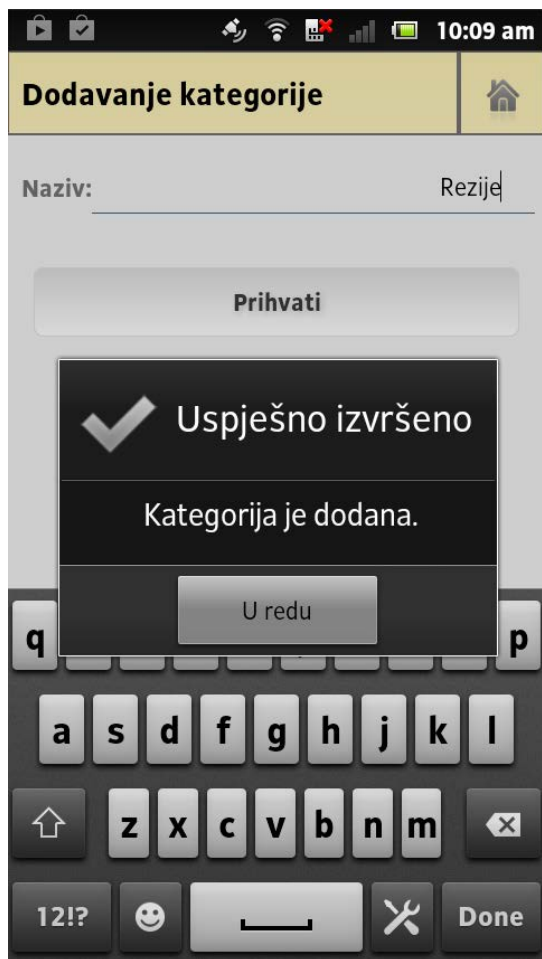 10:09 am
Dodavanje kategorije
Naziv:
Rezije
Prihvati
Uspješno izvršeno
Kategorija je dodana.
U redu
q p
a s d f g h j k l
z x c v b n m
12!? Done